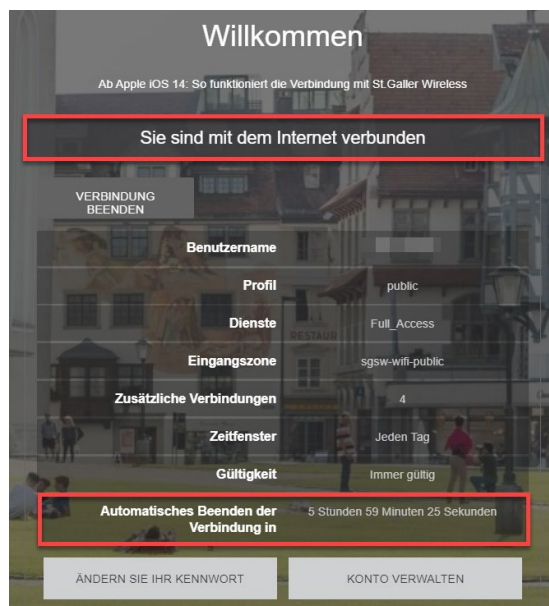 Willkommen
Ab Apple iOS 14: So funktioniert die Verbindung mit St.Galler Wireless
Sie sind mit dem Internet verbunden
VERBINDUNG
BEENDEN
Benutzername
Profil public
Dienste Full_Access
RESTAUR
Eingangszone sgsw-wifi-public
Zusätzliche Verbindungen 4
Zeitfenster Jeden Tag
Gültigkeit Immer gültig
Automatisches Beenden der 5 Stunden 59 Minuten 25 Sekunden
Verbindung in
ÄNDERN SIE IHR KENNWORT KONTO VERWALTEN